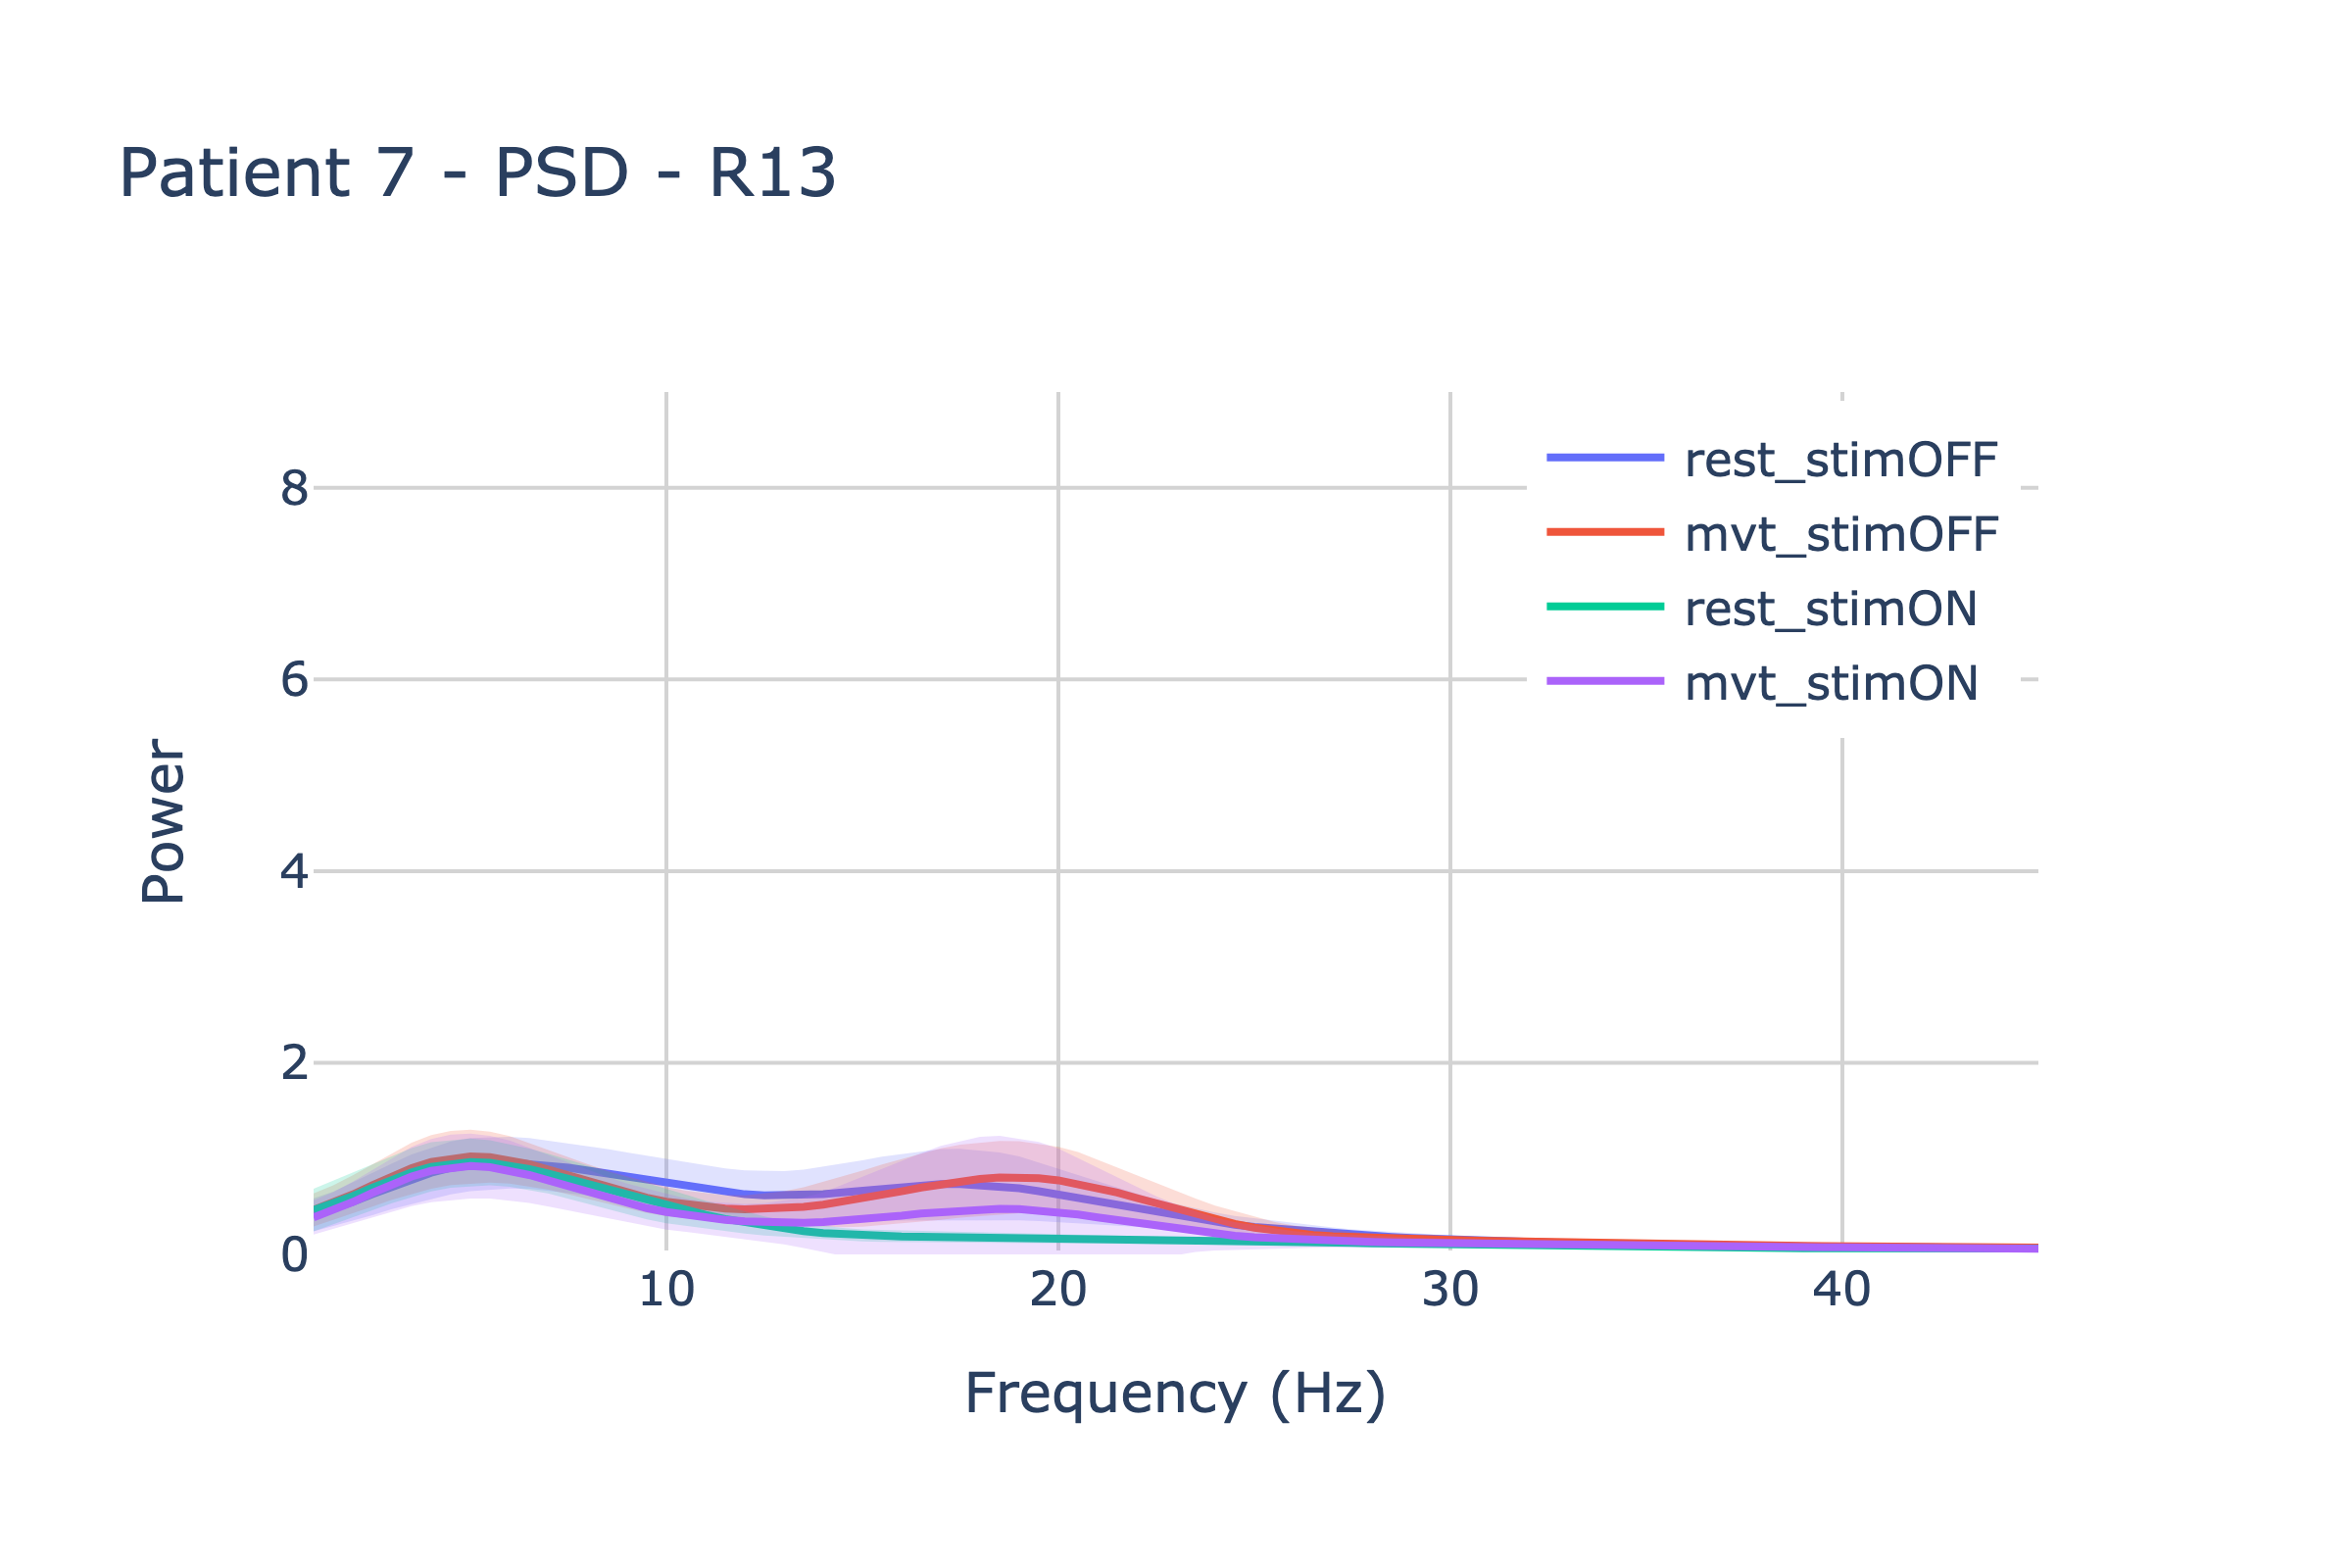 Patient 7 - PSD - R13
rest_stimOFF
mvt_stimOFF
rest_stimON
mvt_stimON
8
6
4
2
0
Power
10 20 30 40
Frequency (Hz)